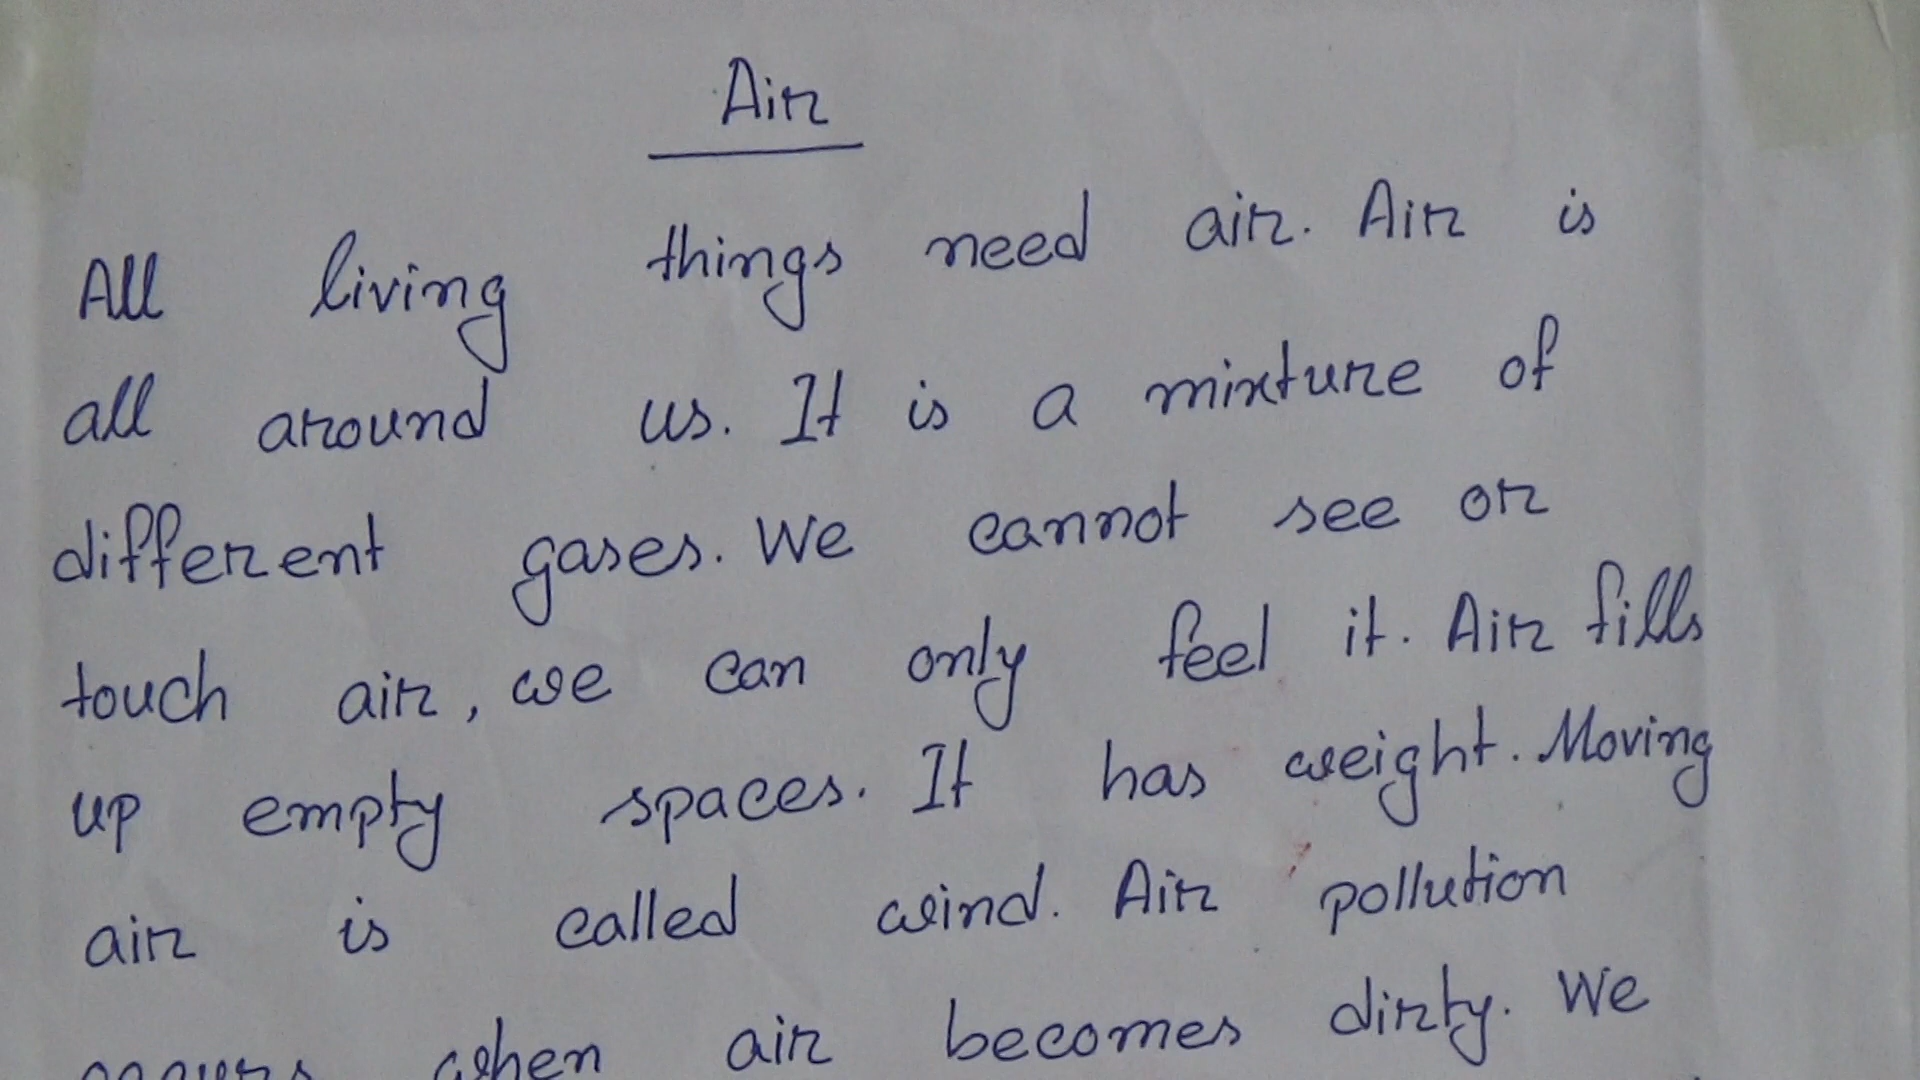 Air
All living things need air. Air is
all around us. It is a mixture of
different gases. We cannot see or
touch air, we can only feel it. Air fills
up empty spaces. It has weight. Moving
air is called wind. Air pollution
occurs when air becomes dirty. We